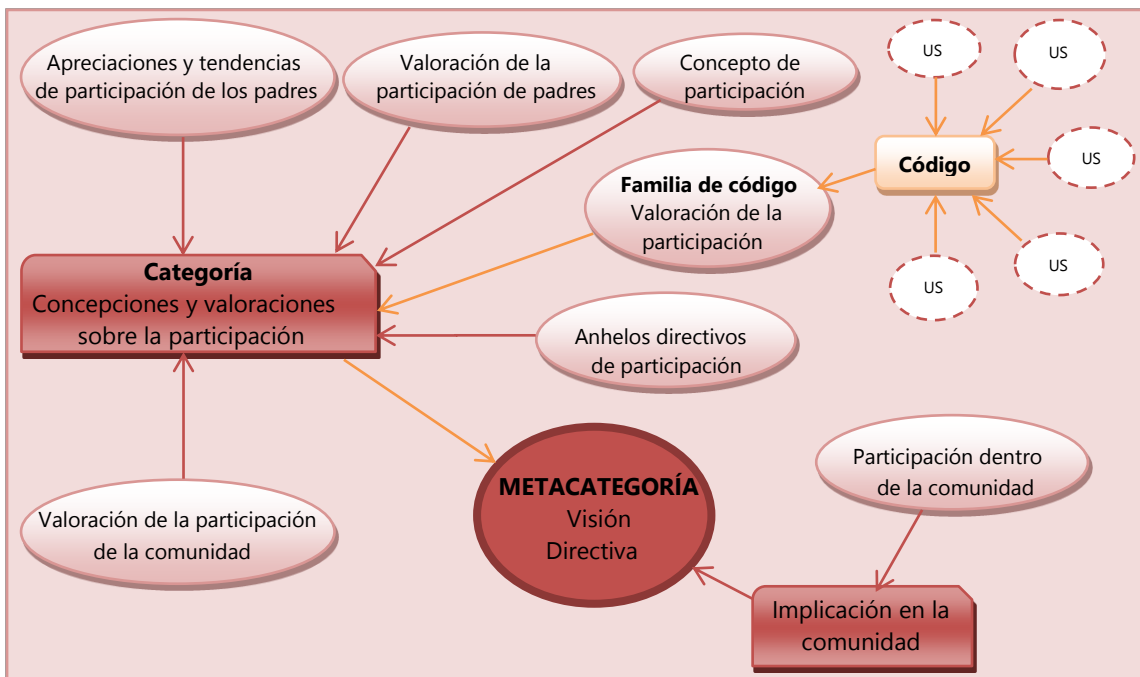 Apreciaciones y tendencias
de participación de los padres
Valoración de la
participación de padres
Concepto de
participación
US
US
US
US
US
Código
Familia de código
Valoración de la
participación
Categoría
Concepciones y valoraciones
sobre la participación
Anhelos directivos
de participación
Valoración de la participación
de la comunidad
METACATEGORÍA
Visión
Directiva
Participación dentro
de la comunidad
Implicación en la
comunidad